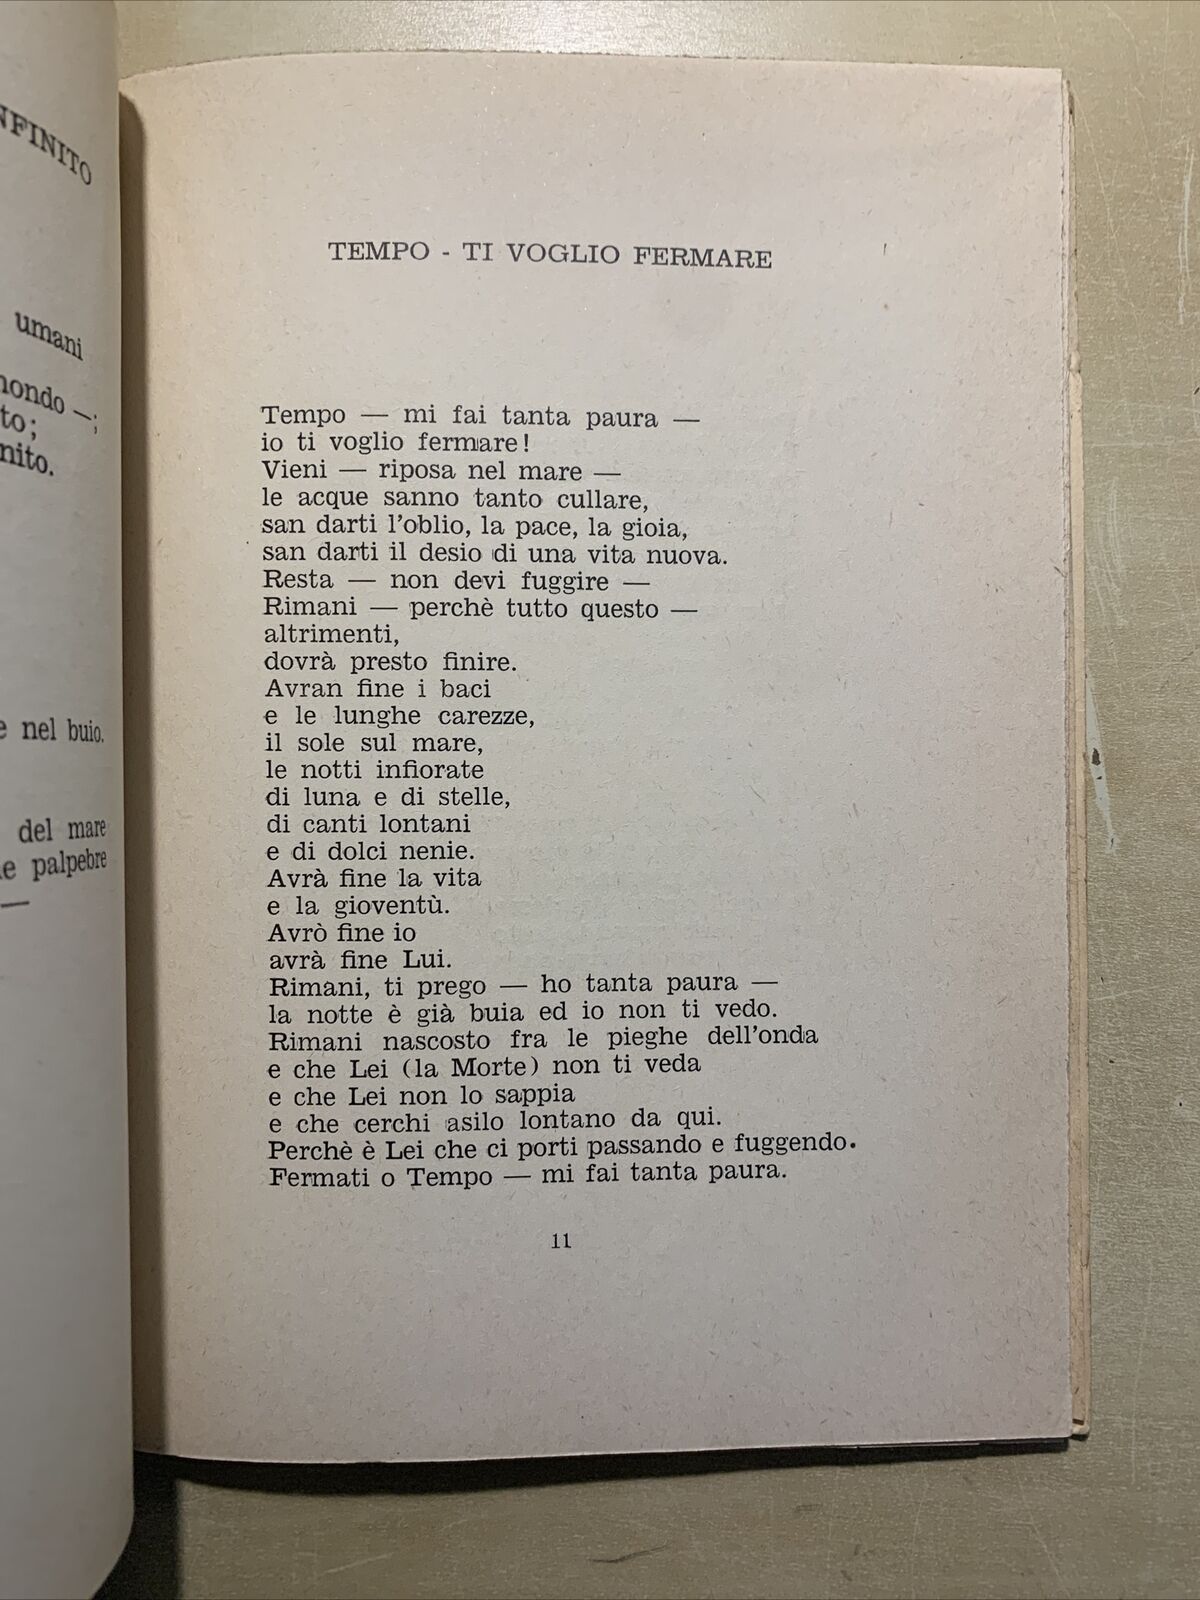 NFINITO
umani
mondo —;
to;
nito.
e nel buio.
del mare
le palpebre
—
TEMPO - TI VOGLIO FERMARE
Tempo — mi fai tanta paura —
io ti voglio fermare!
Vieni — riposa nel mare —
le acque sanno tanto cullare,
san darti l'oblio, la pace, la gioia,
san darti il desio di una vita nuova.
Resta — non devi fuggire —
Rimani — perchè tutto questo —
altrimenti,
dovrà presto finire.
Avran fine i baci
e le lunghe carezze,
il sole sul mare,
le notti infiorate
di luna e di stelle,
di canti lontani
e di dolci nenie.
Avrà fine la vita
e la gioventù.
Avrò fine io
avrà fine Lui.
Rimani, ti prego — ho tanta paura —
la notte è già buia ed io non ti vedo.
Rimani nascosto fra le pieghe dell'onda
e che Lei (la Morte) non ti veda
e che Lei non lo sappia
e che cerchi asilo lontano da qui.
Perchè è Lei che ci porti passando e fuggendo.
Fermati o Tempo — mi fai tanta paura.
11